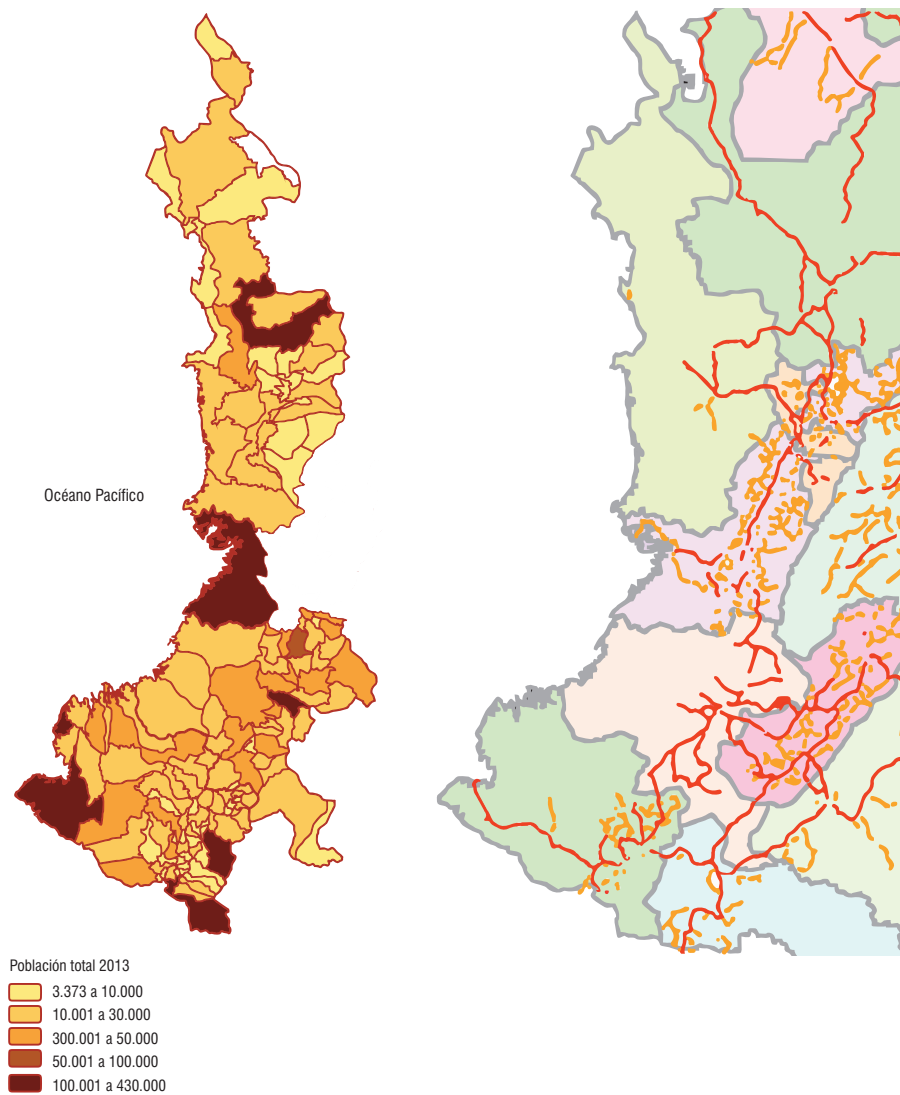 Océano Pacífico
Población total 2013
3.373 a 10.000
10.001 a 30.000
300.001 a 50.000
50.001 a 100.000
100.001 a 430.000